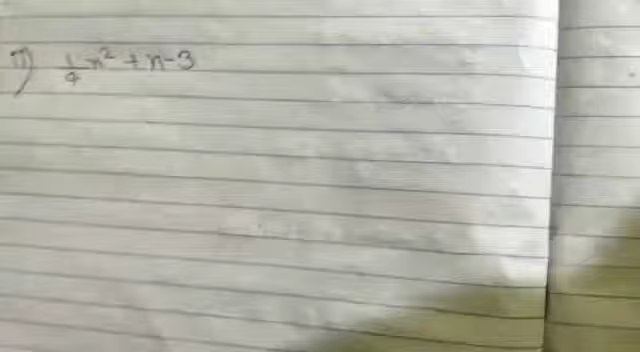 11) 1/4 x² + x - 3